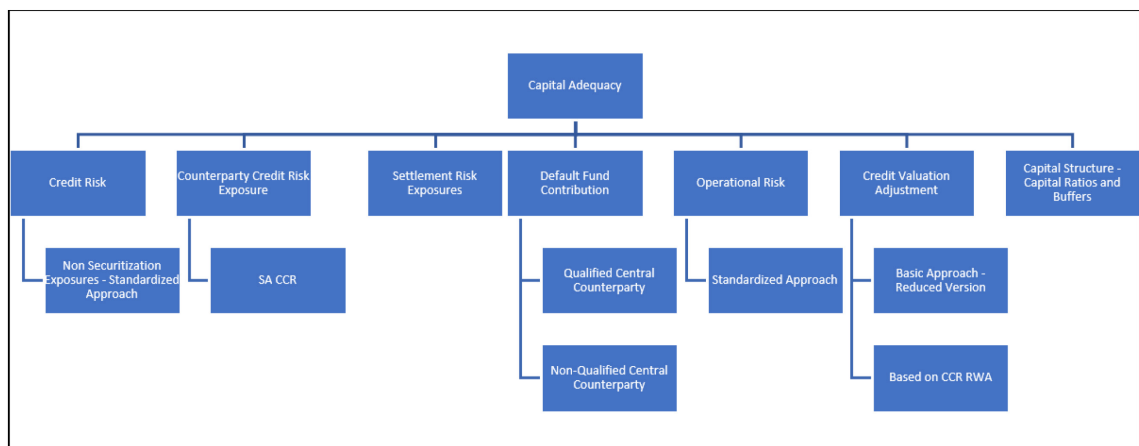 Capital Adequacy
Credit Risk
Counterparty Credit Risk
Exposure
Settlement Risk
Exposures
Default Fund
Contribution
Operational Risk
Credit Valuation
Adjustment
Capital Structure -
Capital Ratios and
Buffers
Non Securitization
Exposures - Standardized
Approach
SA CCR
Qualified Central
Counterparty
Standardized Approach
Basic Approach -
Reduced Version
Non-Qualified Central
Counterparty
Based on CCR RWA